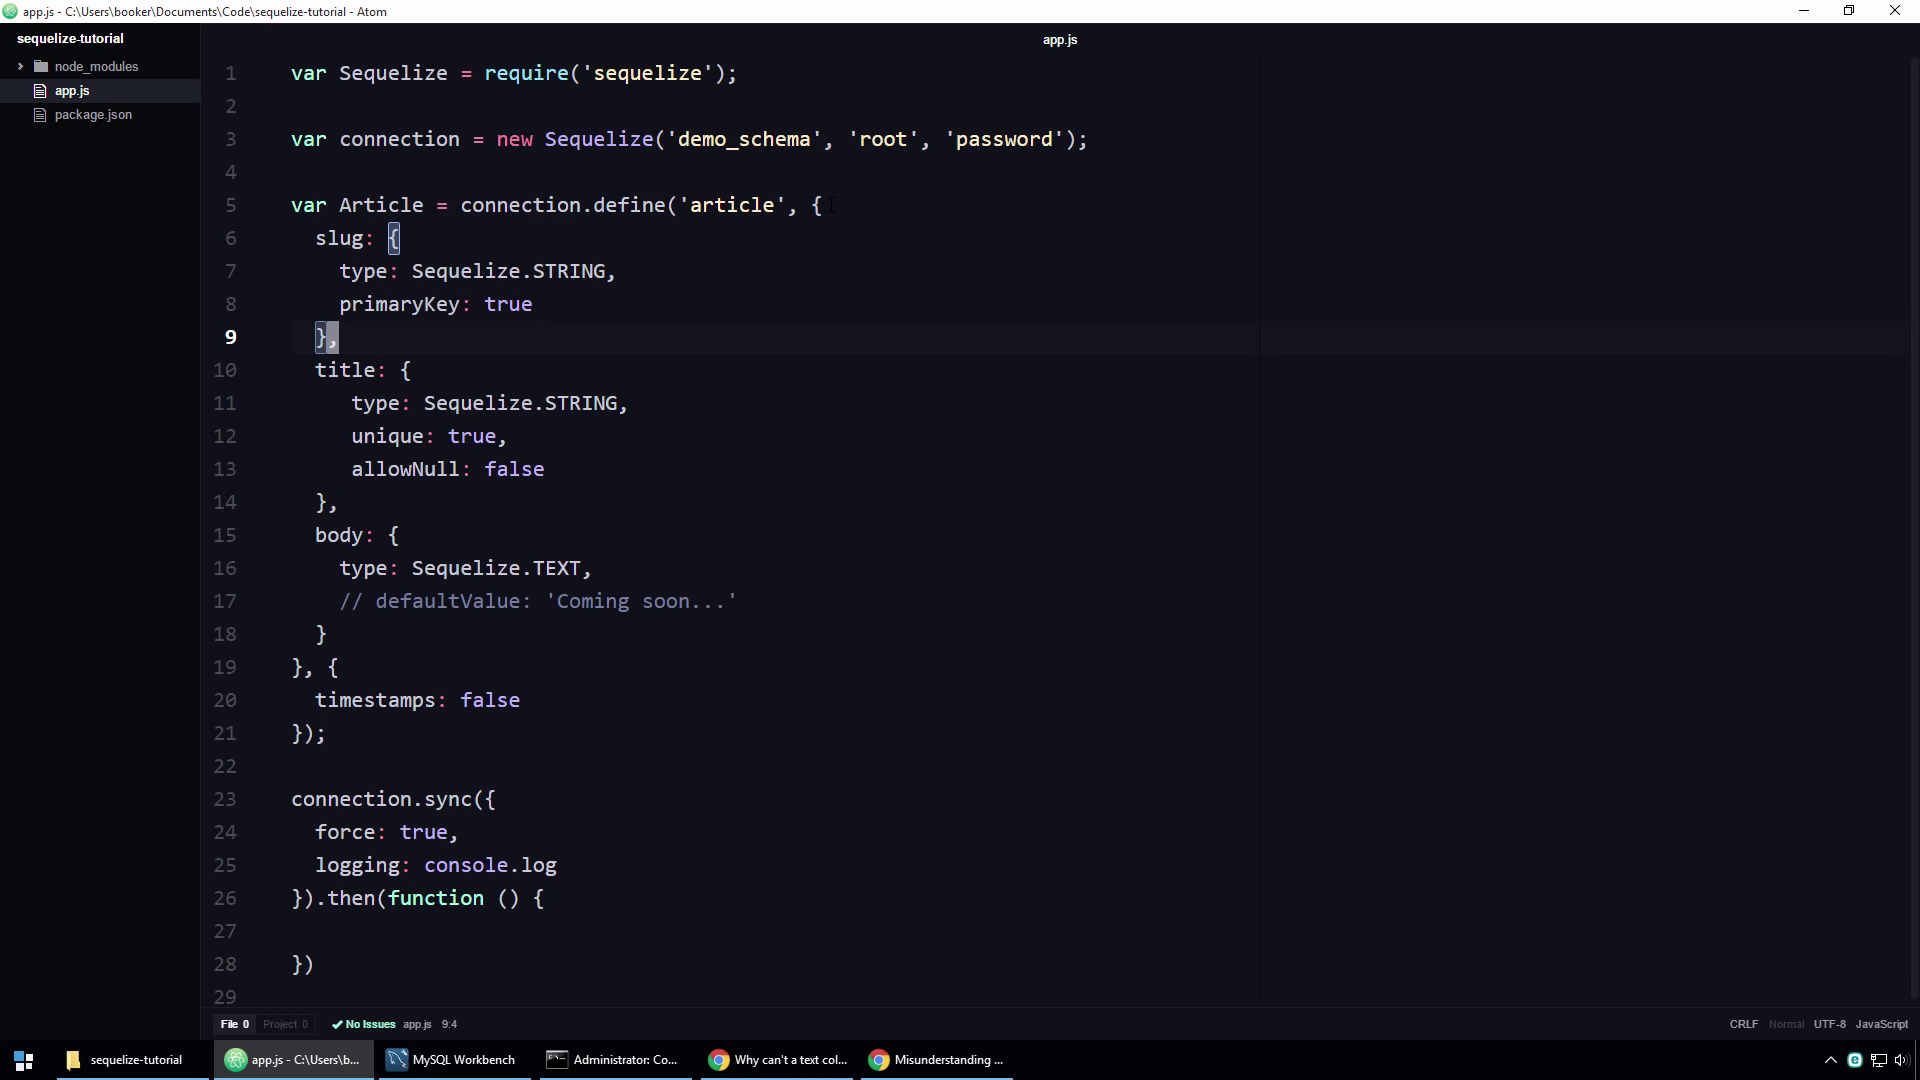 app.js - C:\Users\booker\Documents\Code\sequelize-tutorial - Atom
sequelize-tutorial
node_modules
app.js
package.json
app.js
1 var Sequelize = require('sequelize');
2
3 var connection = new Sequelize('demo_schema', 'root', 'password');
4
5 var Article = connection.define('article', {
6 slug: {
7 type: Sequelize.STRING,
8 primaryKey: true
9 },
10 title: {
11 type: Sequelize.STRING,
12 unique: true,
13 allowNull: false
14 },
15 body: {
16 type: Sequelize.TEXT,
17 // defaultValue: 'Coming soon...'
18 }
19 }, {
20 timestamps: false
21 });
22
23 connection.sync({
24 force: true,
25 logging: console.log
26 }).then(function () {
27
28 })
29
File 0 Project 0 No Issues app.js 9:4 CRLF Normal UTF-8 JavaScript
sequelize-tutorial app.js - C:\Users\b... MySQL Workbench Administrator: Co... Why can't a text col... Misunderstanding ...